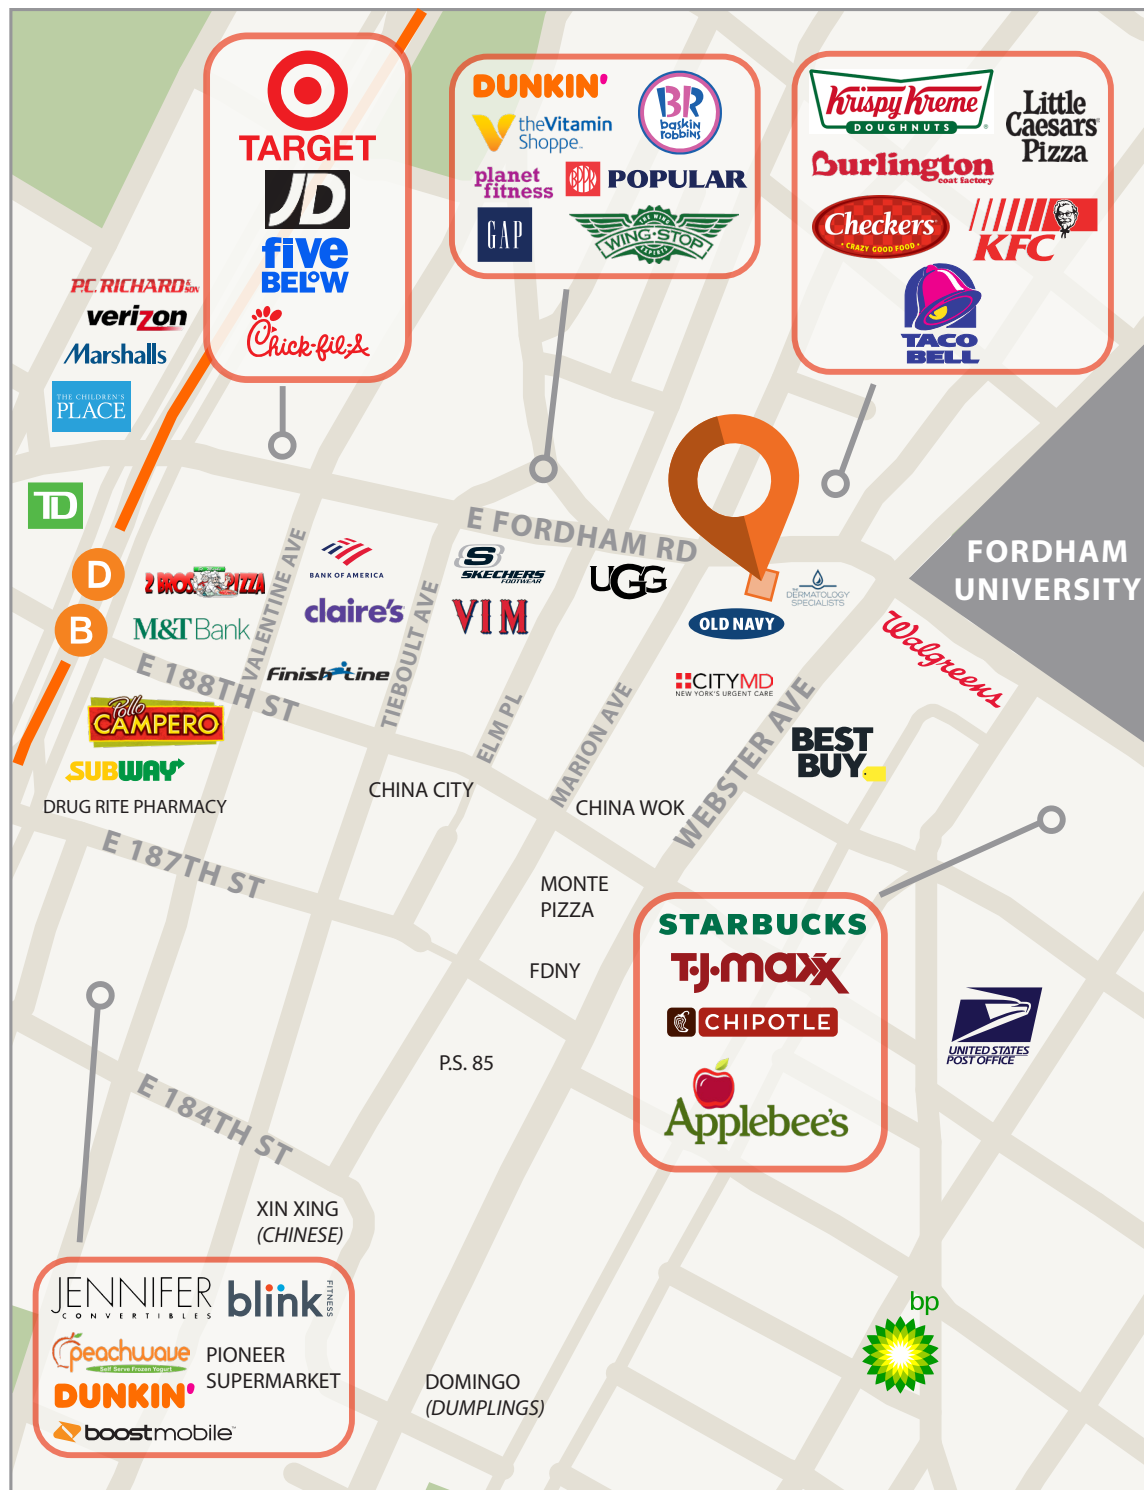 TARGET
JD
five
BELOW
Chick-fil-A
DUNKIN'
theVitamin
Shoppe
BR
baskin
robbins
planet
fitness
POPULAR
GAP
THE WING
WING·STOP
EXPERTS
Krispy Kreme
DOUGHNUTS
Little
Caesars
Pizza
Burlington
coat factory
Checkers
• CRAZY GOOD FOOD •
KFC
TACO
BELL
P.C. RICHARD & SON
verizon
Marshalls
THE CHILDREN'S
PLACE
TD
D
B
2 BROS. PIZZA
M&T Bank
VALENTINE AVE
BANK OF AMERICA
claire's
Finish Line
TIEBOULT AVE
E FORDHAM RD
S
SKECHERS
FOOTWEAR
VIM
UGG
OLD NAVY
THE
DERMATOLOGY
SPECIALISTS
CITYMD
NEW YORK'S URGENT CARE
FORDHAM
UNIVERSITY
Walgreens
E 188TH ST
Pollo
CAMPERO
SUBWAY
DRUG RITE PHARMACY
ELM PL
MARION AVE
WEBSTER AVE
BEST
BUY
CHINA CITY
CHINA WOK
E 187TH ST
MONTE
PIZZA
FDNY
P.S. 85
STARBUCKS
T·J·maxx
CHIPOTLE
Applebee's
UNITED STATES
POST OFFICE
E 184TH ST
XIN XING
(CHINESE)
JENNIFER
CONVERTIBLES
blink
FITNESS
peachwave
Self Serve Frozen Yogurt
PIONEER
SUPERMARKET
DUNKIN'
boostmobile
DOMINGO
(DUMPLINGS)
bp